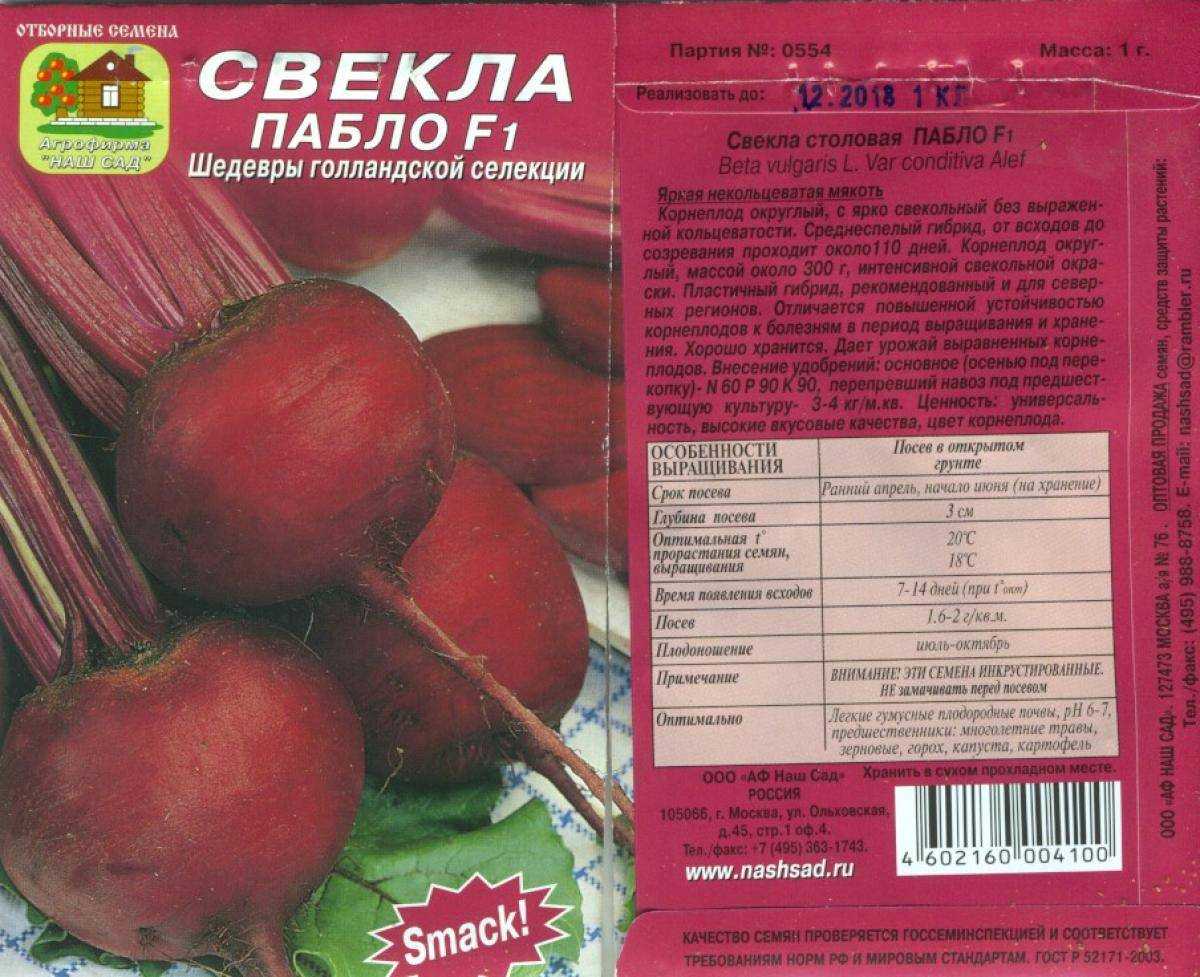 ОТБОРНЫЕ СЕМЕНА
Агрофирма
"НАШ САД"
СВЕКЛА
ПАБЛО F1
Шедевры голландской селекции
Smack!
Партия №: 0554
Масса: 1 г.
Реализовать до: 12.2018 1 КЛ
Свекла столовая ПАБЛО F1
Beta vulgaris L. Var conditiva Alef
Яркая некольцеватая мякоть
Корнеплод округлый, с ярко свекольный без выражен-
ной кольцеватости. Среднеспелый гибрид, от всходов до
созревания проходит около110 дней. Корнеплод округ-
лый, массой около 300 г, интенсивной свекольной окра-
ски. Пластичный гибрид, рекомендованный и для север-
ных регионов. Отличается повышенной устойчивостью
корнеплодов к болезням в период выращивания и хране-
ния. Хорошо хранится. Дает урожай выравненных корне-
плодов. Внесение удобрений: основное (осенью под пере-
копку)- N 60 P 90 K 90, перепревший навоз под предшест-
вующую культуру- 3-4 кг/м.кв. Ценность: универсаль-
ность, высокие вкусовые качества, цвет корнеплода.
ОСОБЕННОСТИ
ВЫРАЩИВАНИЯ
Посев в открытом
грунте
Срок посева
Ранний апрель, начало июня (на хранение)
Глубина посева
3 см
Оптимальная t°
прорастания семян,
выращивания
20°C
18°C
Время появления всходов
7-14 дней (при t°опт)
Посев
1.6-2 г/кв.м.
Плодоношение
июль-октябрь
Примечание
ВНИМАНИЕ! ЭТИ СЕМЕНА ИНКРУСТИРОВАННЫЕ.
НЕ замачивать перед посевом
Оптимально
Легкие гумусные плодородные почвы, pH 6-7,
предшественники: многолетние травы,
зерновые, горох, капуста, картофель
ООО «АФ Наш Сад» Хранить в сухом прохладном месте.
РОССИЯ
105066, г. Москва, ул. Ольховская,
д.45, стр.1 оф.4.
Тел./факс: +7 (495) 363-1743.
www.nashsad.ru
4 602160 004100
КАЧЕСТВО СЕМЯН ПРОВЕРЯЕТСЯ ГОССЕМИНСПЕКЦИЕЙ И СООТВЕТСТВУЕТ
ТРЕБОВАНИЯМ НОРМ РФ И МИРОВЫМ СТАНДАРТАМ. ГОСТ Р 52171-2003.
ООО «АФ НАШ САД». 127473 МОСКВА а/я № 76 . ОПТОВАЯ ПРОДАЖА семян, средств защиты растений:
Тел./факс: (495) 988-8758. E-mail: nashsad@rambler.ru